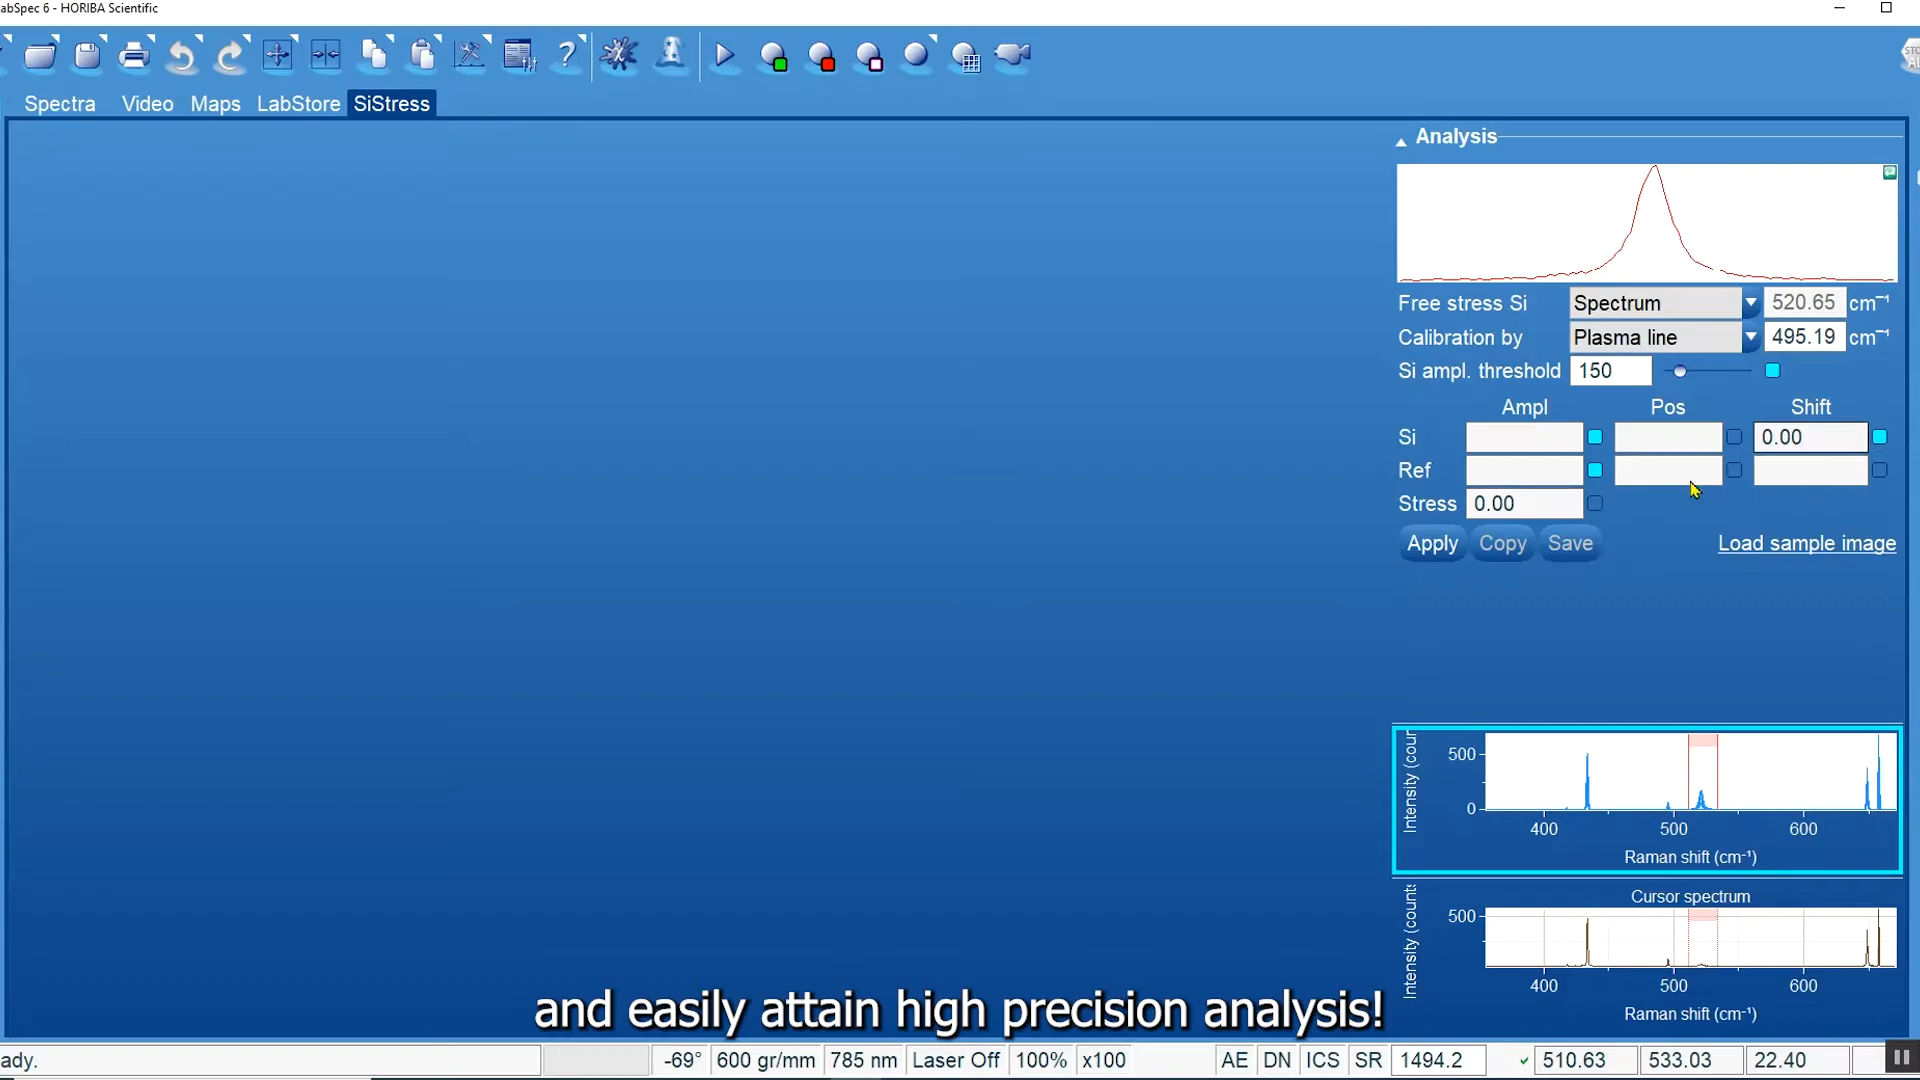 abSpec 6 - HORIBA Scientific
Spectra Video Maps LabStore SiStress
Analysis
Free stress Si Spectrum 520.65 cm⁻¹
Calibration by Plasma line 495.19 cm⁻¹
Si ampl. threshold 150
Ampl Pos Shift
Si 0.00
Ref
Stress 0.00
Apply Copy Save Load sample image
Intensity (coun
500
0
400 500 600
Raman shift (cm⁻¹)
Cursor spectrum
Intensity (counts
500
400 500 600
Raman shift (cm⁻¹)
and easily attain high precision analysis!
ady. -69° 600 gr/mm 785 nm Laser Off 100% x100 AE DN ICS SR 1494.2 510.63 533.03 22.40